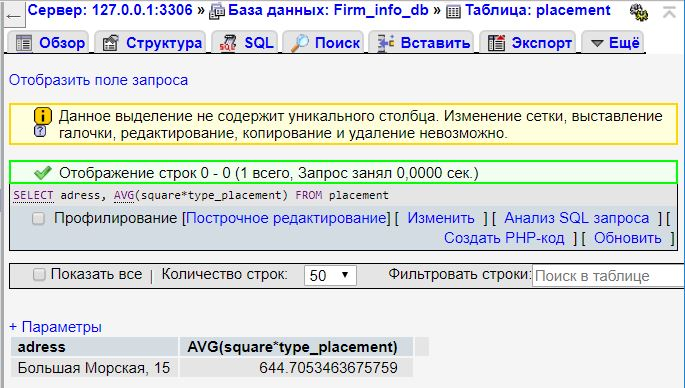 Сервер: 127.0.0.1:3306 » База данных: Firm_info_db » Таблица: placement
Обзор Структура SQL Поиск Вставить Экспорт Ещё
Отобразить поле запроса
Данное выделение не содержит уникального столбца. Изменение сетки, выставление
галочки, редактирование, копирование и удаление невозможно.
Отображение строк 0 - 0 (1 всего, Запрос занял 0,0000 сек.)
SELECT adress, AVG(square*type_placement) FROM placement
Профилирование [Построчное редактирование] [ Изменить ] [ Анализ SQL запроса ] [
Создать PHP-код ] [ Обновить ]
Показать все | Количество строк: 50 Фильтровать строки: Поиск в таблице
+ Параметры
adress AVG(square*type_placement)
Большая Морская, 15 644.7053463675759